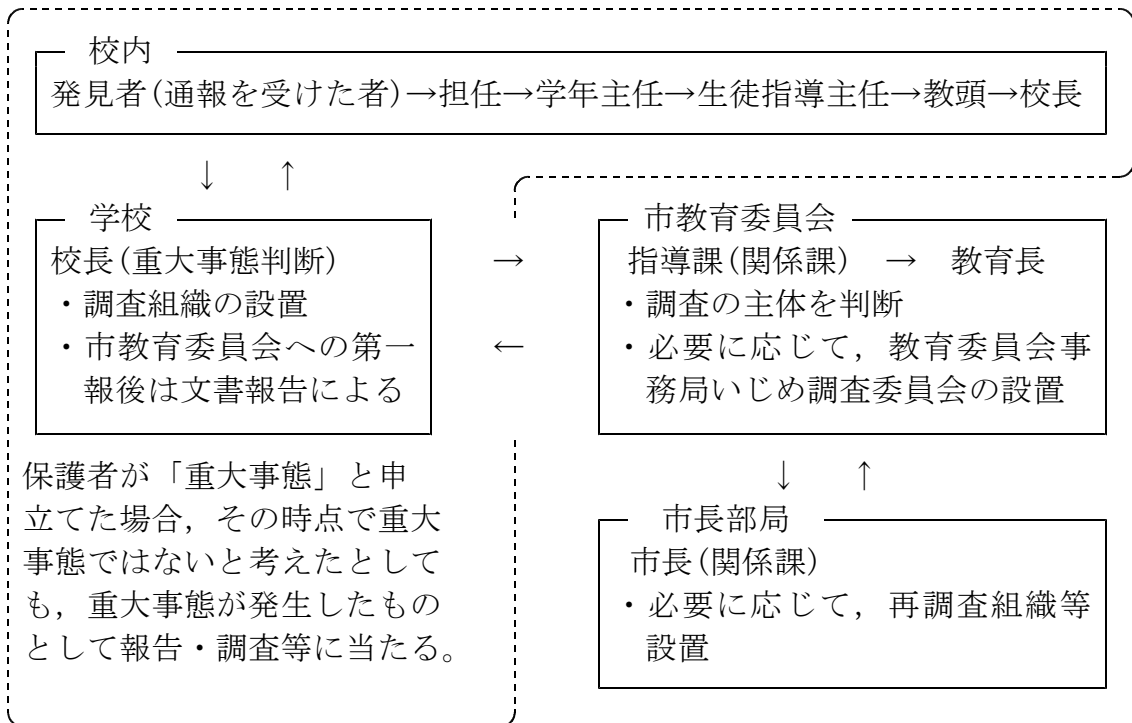 校内
発見者(通報を受けた者)→担任→学年主任→生徒指導主任→教頭→校長
↓ ↑
学校
校長(重大事態判断)
・調査組織の設置
・市教育委員会への第一
報後は文書報告による
→
←
市教育委員会
指導課(関係課) → 教育長
・調査の主体を判断
・必要に応じて，教育委員会事
務局いじめ調査委員会の設置
保護者が「重大事態」と申
立てた場合，その時点で重大
事態ではないと考えたとして
も，重大事態が発生したもの
として報告・調査等に当たる。
↓ ↑
市長部局
市長(関係課)
・必要に応じて，再調査組織等
設置